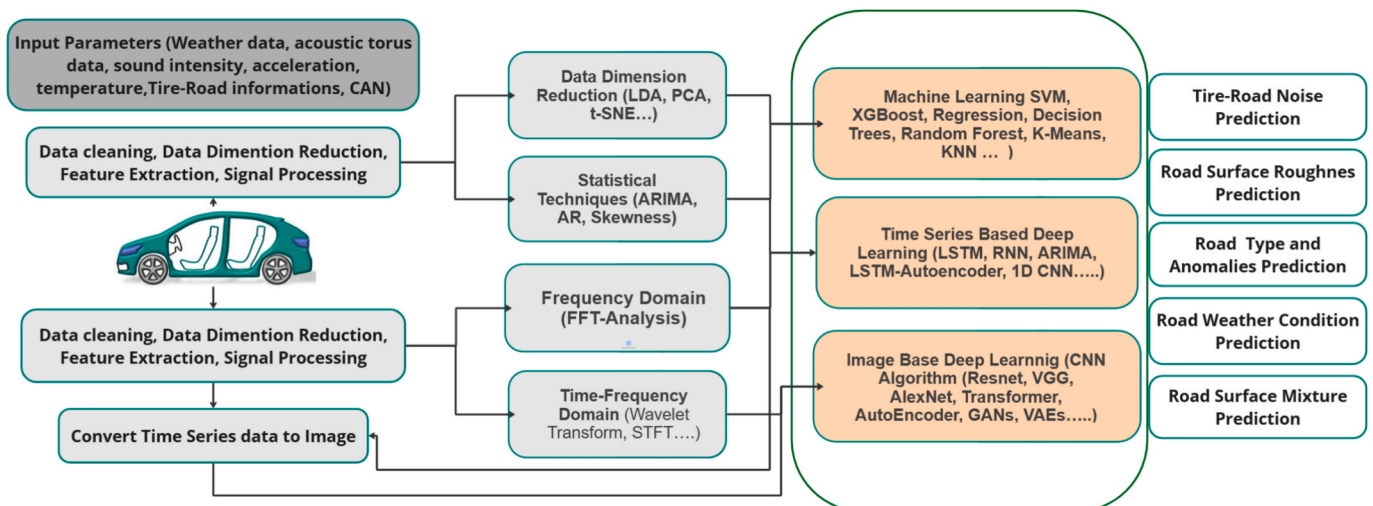 Input Parameters (Weather data, acoustic torus
data, sound intensity, acceleration,
temperature,Tire-Road informations, CAN)
Data cleaning, Data Dimention Reduction,
Feature Extraction, Signal Processing
Data cleaning, Data Dimention Reduction,
Feature Extraction, Signal Processing
Convert Time Series data to Image
Data Dimension
Reduction (LDA, PCA,
t-SNE...)
Statistical
Techniques (ARIMA,
AR, Skewness)
Frequency Domain
(FFT-Analysis)
Time-Frequency
Domain (Wavelet
Transform, STFT....)
Machine Learning SVM,
XGBoost, Regression, Decision
Trees, Random Forest, K-Means,
KNN ... )
Time Series Based Deep
Learning (LSTM, RNN, ARIMA,
LSTM-Autoencoder, 1D CNN.....)
Image Base Deep Learnnig (CNN
Algorithm (Resnet, VGG,
AlexNet, Transformer,
AutoEncoder, GANs, VAEs.....)
Tire-Road Noise
Prediction
Road Surface Roughnes
Prediction
Road Type and
Anomalies Prediction
Road Weather Condition
Prediction
Road Surface Mixture
Prediction